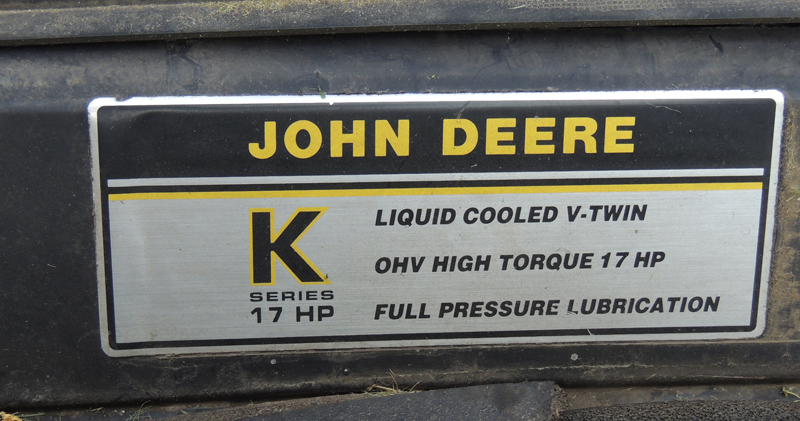 JOHN DEERE
K
SERIES
17 HP
LIQUID COOLED V-TWIN
OHV HIGH TORQUE 17 HP
FULL PRESSURE LUBRICATION